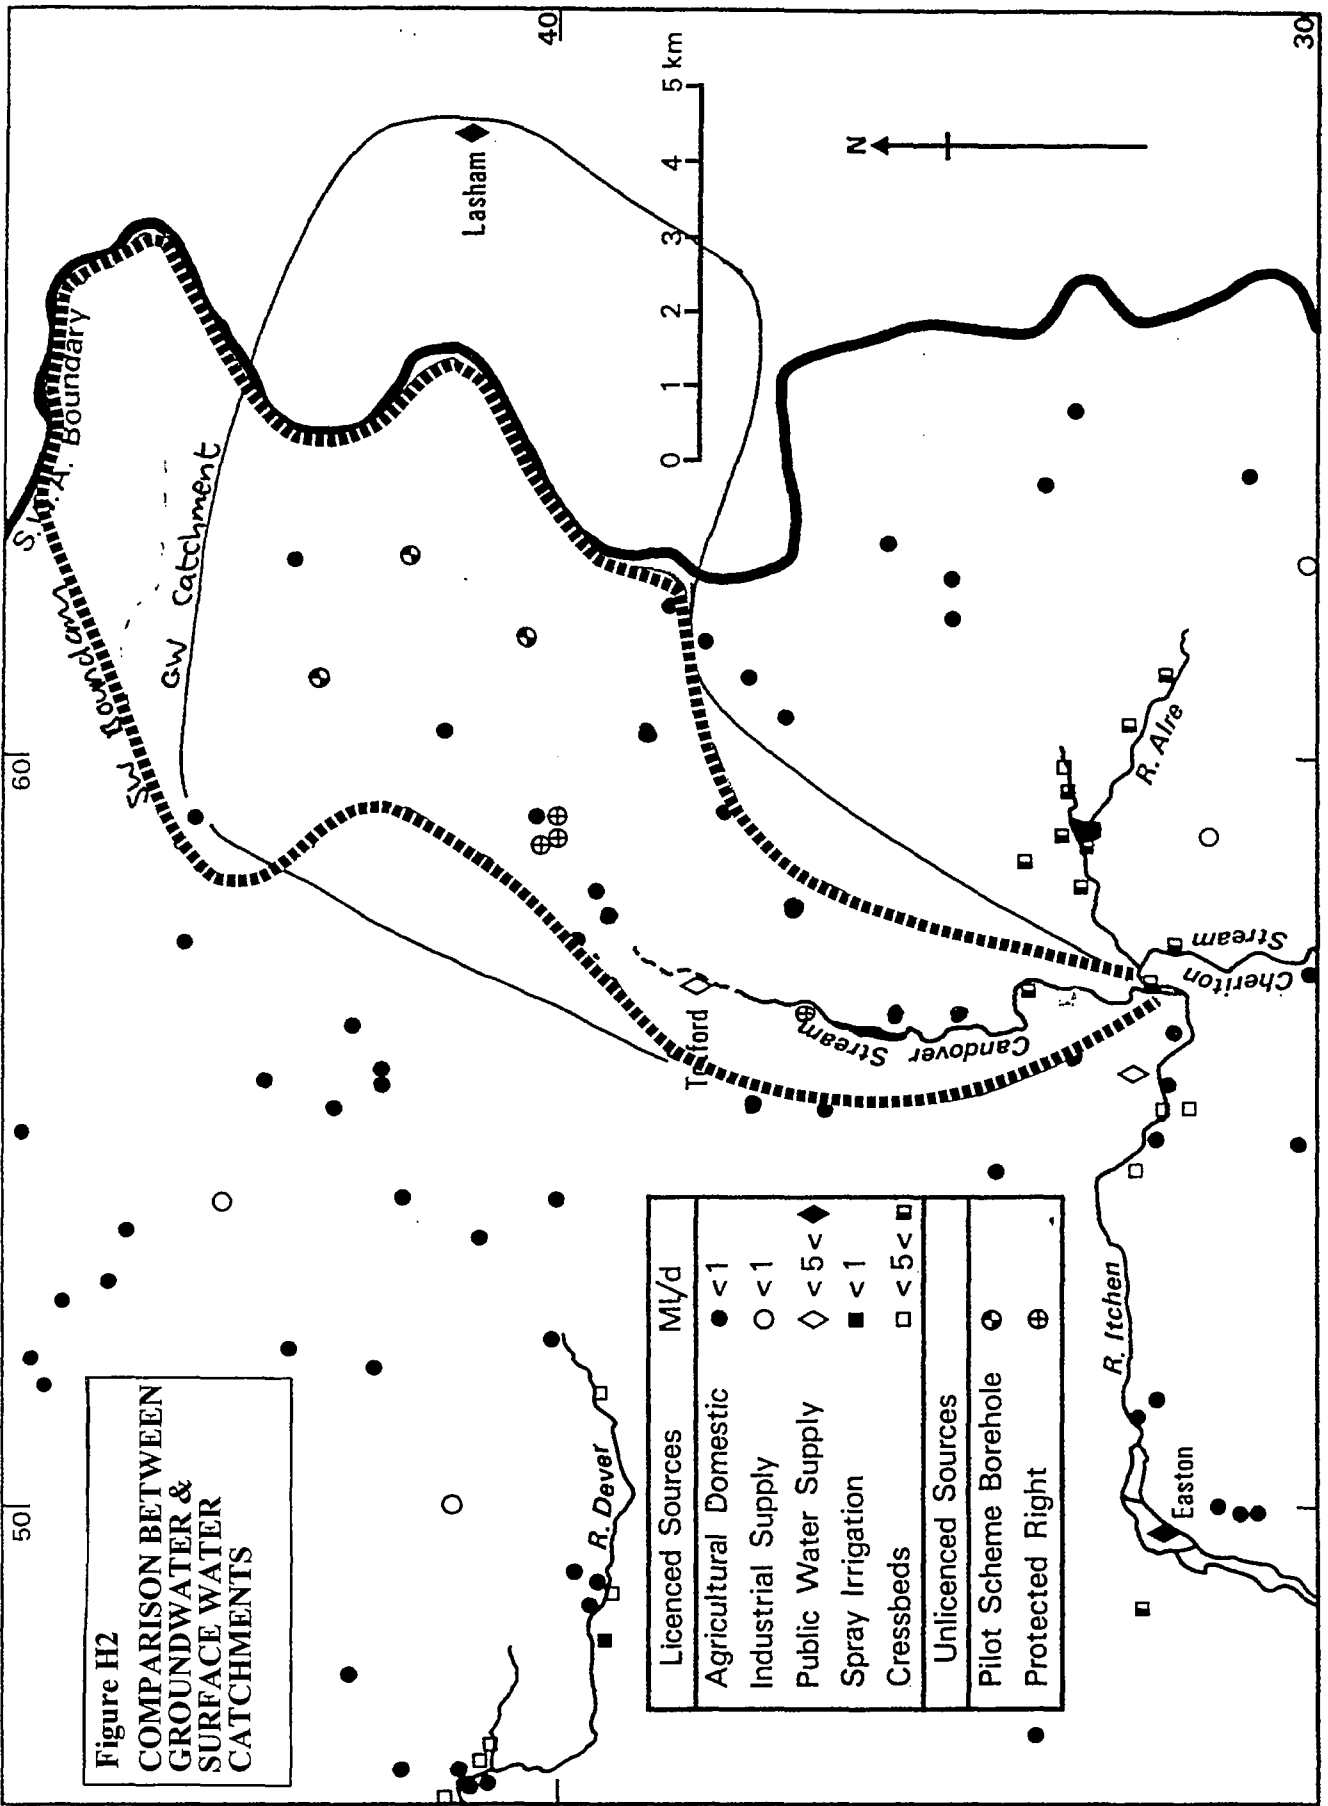 Figure H2
COMPARISON BETWEEN
GROUNDWATER &
SURFACE WATER
CATCHMENTS
50
60
40
30
S.W.A. Boundary
SW Boundary
GW Catchment
Lasham
0 1 2 3 4 5 km
N
Totford
Candover Stream
R. Alre
Cheriton Stream
R. Itchen
Easton
R. Dever
Licenced Sources Ml/d
Agricultural Domestic < 1
Industrial Supply < 1
Public Water Supply < 5 <
Spray Irrigation < 1
Cressbeds < 5 <
Unlicenced Sources
Pilot Scheme Borehole
Protected Right